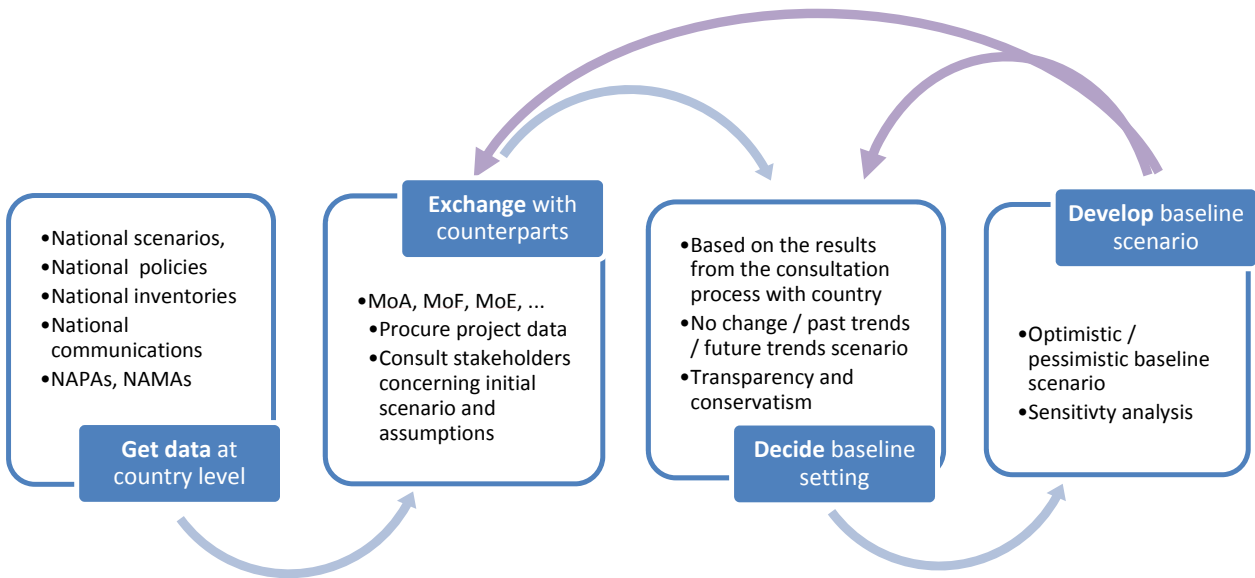 •National scenarios,
•National policies
•National inventories
•National
communications
•NAPAs, NAMAs
Get data at
country level
Exchange with
counterparts
•MoA, MoF, MoE, ...
•Procure project data
•Consult stakeholders
concerning initial
scenario and
assumptions
•Based on the results
from the consultation
process with country
•No change / past trends
/ future trends scenario
•Transparency and
conservatism
Decide baseline
setting
Develop baseline
scenario
•Optimistic /
pessimistic baseline
scenario
•Sensitivty analysis